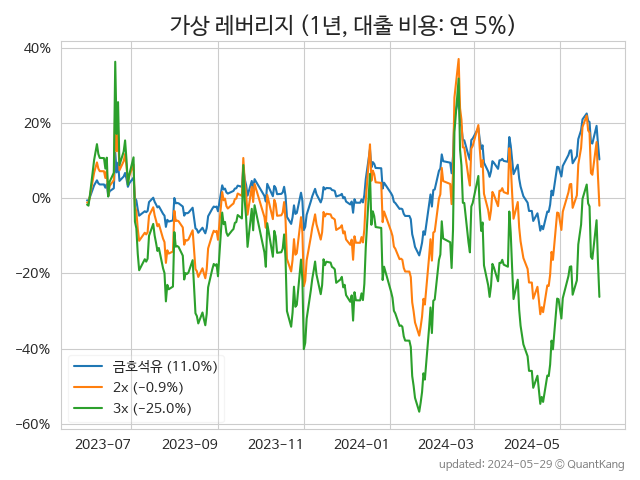 가상 레버리지 (1년, 대출 비용: 연 5%)
40%
20%
0%
−20%
−40%
−60%
금호석유 (11.0%)
2x (−0.9%)
3x (−25.0%)
2023-07 2023-09 2023-11 2024-01 2024-03 2024-05
updated: 2024-05-29 © QuantKang